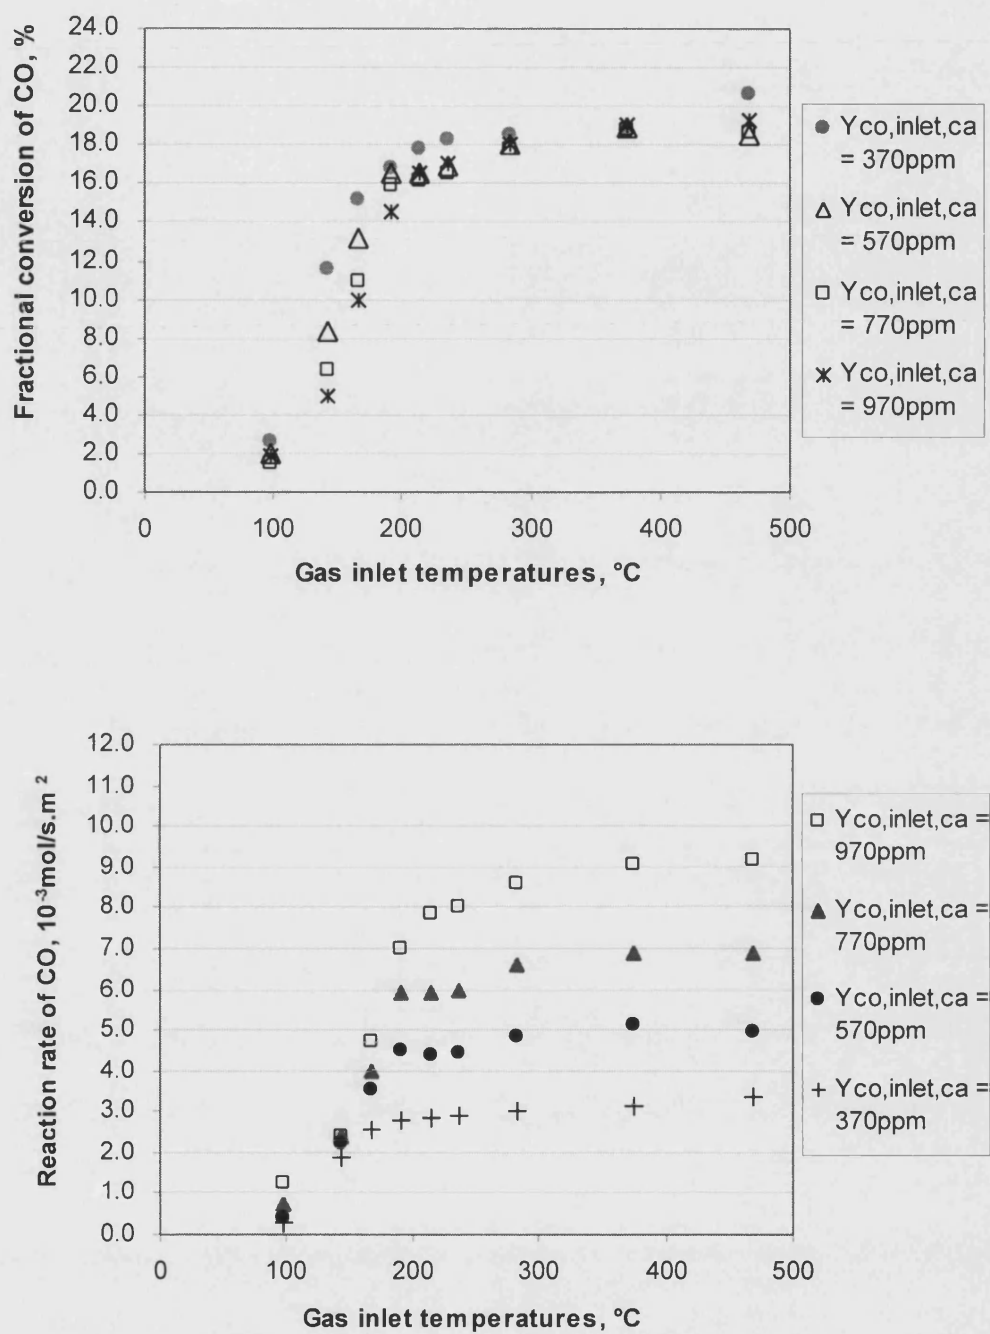 Fractional conversion of CO, %
24.0
22.0
20.0
18.0
16.0
14.0
12.0
10.0
8.0
6.0
4.0
2.0
0.0
0 100 200 300 400 500
Gas inlet temperatures, °C
Yco,inlet,ca
= 370ppm
Yco,inlet,ca
= 570ppm
Yco,inlet,ca
= 770ppm
Yco,inlet,ca
= 970ppm
Reaction rate of CO, 10⁻³mol/s.m ²
12.0
11.0
10.0
9.0
8.0
7.0
6.0
5.0
4.0
3.0
2.0
1.0
0.0
0 100 200 300 400 500
Gas inlet temperatures, °C
Yco,inlet,ca =
970ppm
Yco,inlet,ca =
770ppm
Yco,inlet,ca =
570ppm
Yco,inlet,ca =
370ppm